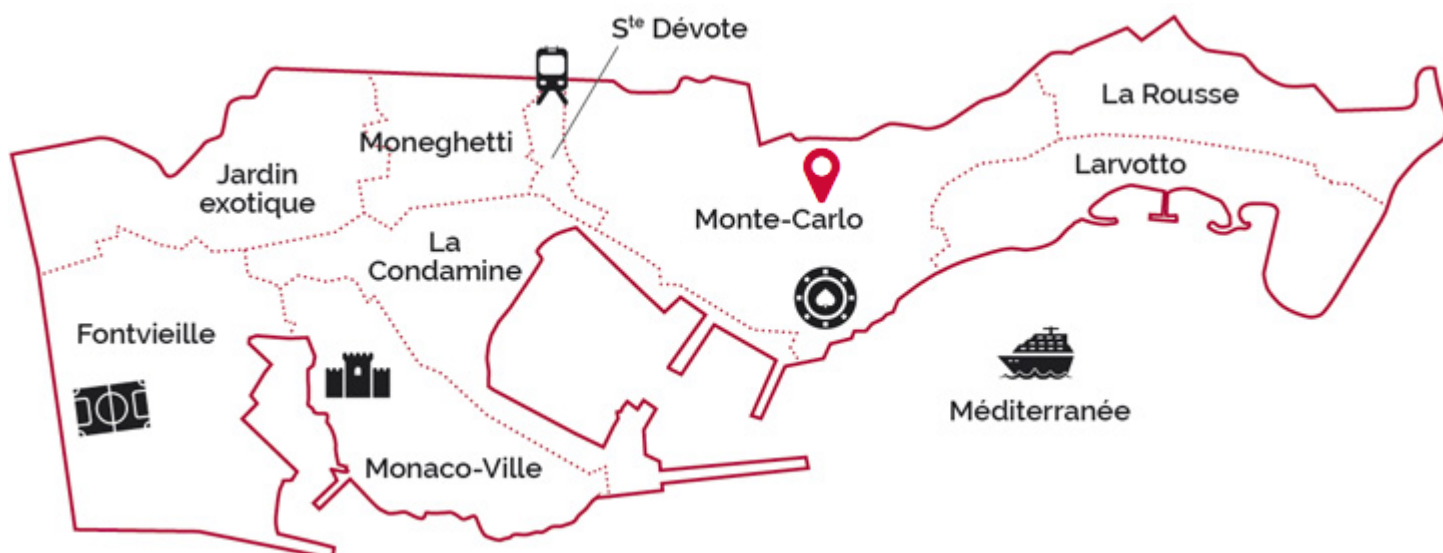 Sᵗᵉ Dévote
La Rousse
Moneghetti
Larvotto
Jardin
exotique
Monte-Carlo
La
Condamine
Fontvieille
Méditerranée
Monaco-Ville